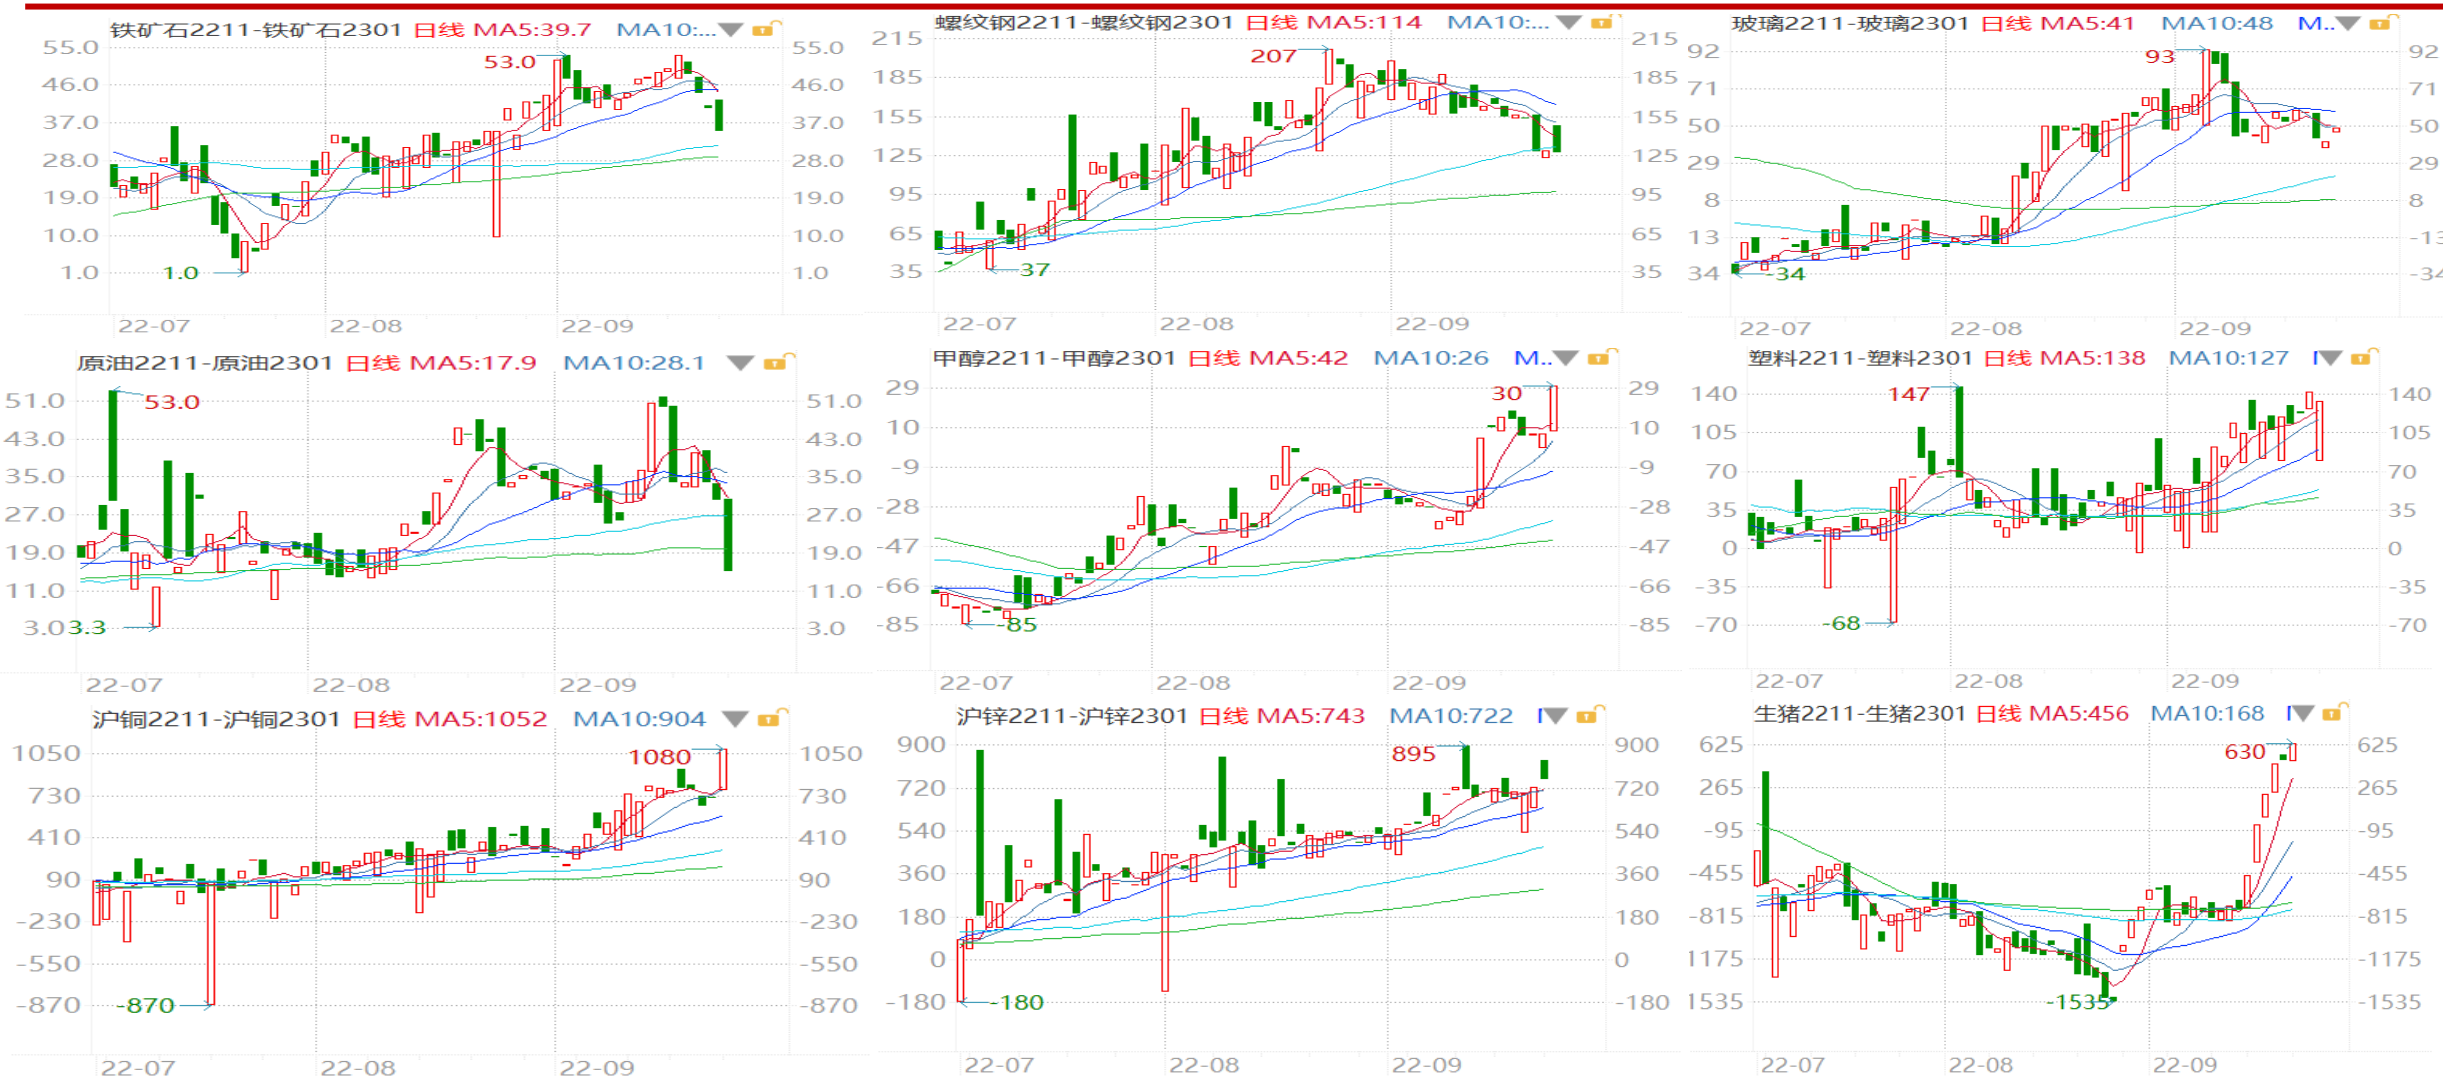 铁矿石2211-铁矿石2301 日线 MA5:39.7 MA10:...
55.0 55.0
53.0
46.0 46.0
37.0 37.0
28.0 28.0
19.0 19.0
10.0 10.0
1.0
1.0 1.0
22-07 22-08 22-09
螺纹钢2211-螺纹钢2301 日线 MA5:114 MA10:...
215 215
207
185 185
155 155
125 125
95 95
65 65
37
35 35
22-07 22-08 22-09
玻璃2211-玻璃2301 日线 MA5:41 MA10:48 M..
92 92
93
71 71
50 50
29 29
8 8
13 -13
34 -34
-34
22-07 22-08 22-09
原油2211-原油2301 日线 MA5:17.9 MA10:28.1
51.0 51.0
53.0
43.0 43.0
35.0 35.0
27.0 27.0
19.0 19.0
11.0 11.0
3.0 3.3 3.0
22-07 22-08 22-09
甲醇2211-甲醇2301 日线 MA5:42 MA10:26 M..
29 30 29
10 10
-9 -9
-28 -28
-47 -47
-66 -66
-85 -85 -85
22-07 22-08 22-09
塑料2211-塑料2301 日线 MA5:138 MA10:127
140 147 140
105 105
70 70
35 35
0 0
-35 -35
-70 -68 -70
22-07 22-08 22-09
沪铜2211-沪铜2301 日线 MA5:1052 MA10:904
1050 1080 1050
730 730
410 410
90 90
-230 -230
-550 -550
-870 -870 -870
22-07 22-08 22-09
沪锌2211-沪锌2301 日线 MA5:743 MA10:722
900 895 900
720 720
540 540
360 360
180 180
0 0
-180 -180 -180
22-07 22-08 22-09
生猪2211-生猪2301 日线 MA5:456 MA10:168
625 630 625
265 265
-95 -95
-455 -455
-815 -815
1175 -1175
1535 -1535 -1535
22-07 22-08 22-09